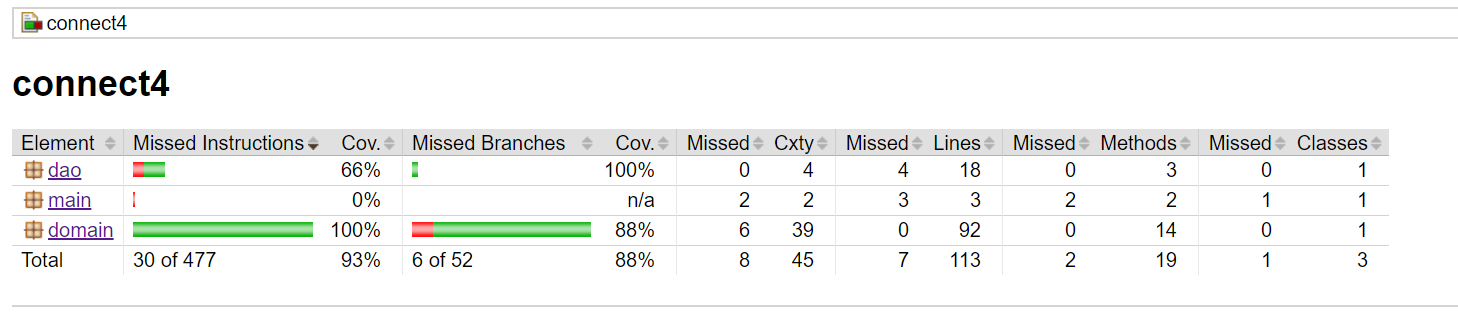 connect4
connect4
Element Missed Instructions Cov. Missed Branches Cov. Missed Cxty Missed Lines Missed Methods Missed Classes
dao 66% 100% 0 4 4 18 0 3 0 1
main 0% n/a 2 2 3 3 2 2 1 1
domain 100% 88% 6 39 0 92 0 14 0 1
Total 30 of 477 93% 6 of 52 88% 8 45 7 113 2 19 1 3